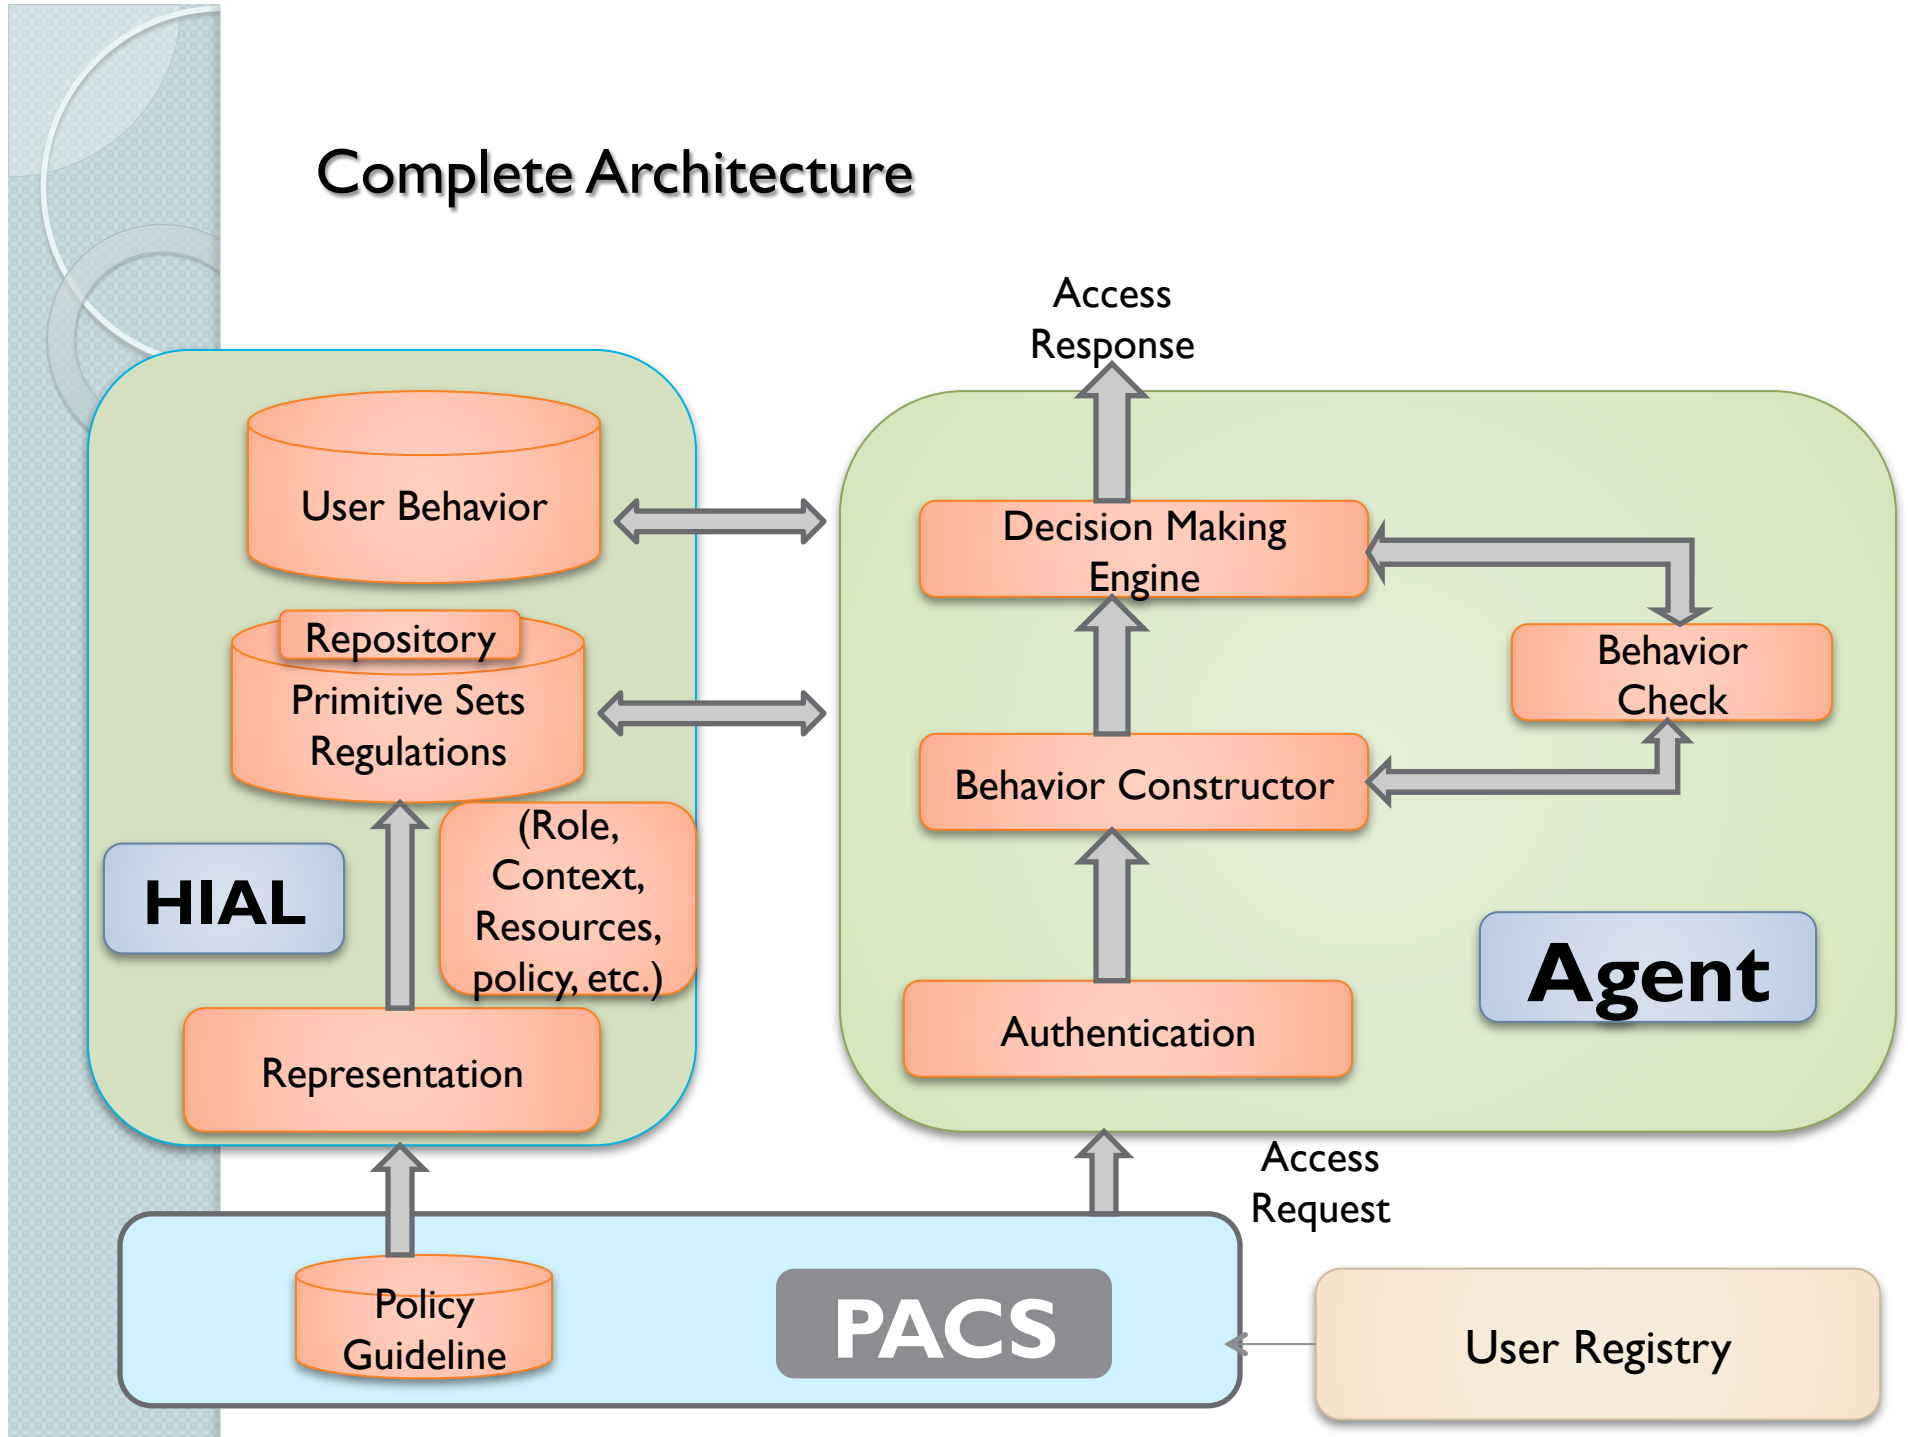 Complete Architecture
Access
Response
User Behavior
Repository
Primitive Sets
Regulations
HIAL
(Role,
Context,
Resources,
policy, etc.)
Representation
Decision Making
Engine
Behavior
Check
Behavior Constructor
Agent
Authentication
Access
Request
Policy
Guideline
PACS
User Registry